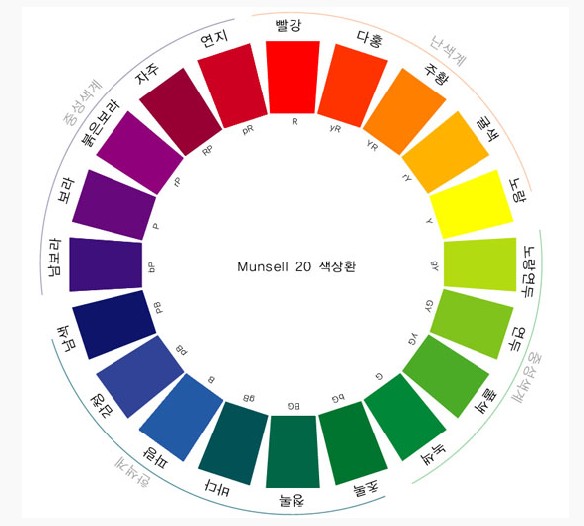 빨강
다홍
주황
귤색
노랑
노랑연두
연두
풀색
녹색
초록
청록
바다
파랑
감청
남색
남보라
보라
붉은보라
자주
연지
난색계
중성색계
한색계
중성색계
R
yR
YR
rY
Y
gY
GY
yG
G
bG
BG
gB
B
pB
PB
bP
P
rP
RP
pR
Munsell 20 색상환